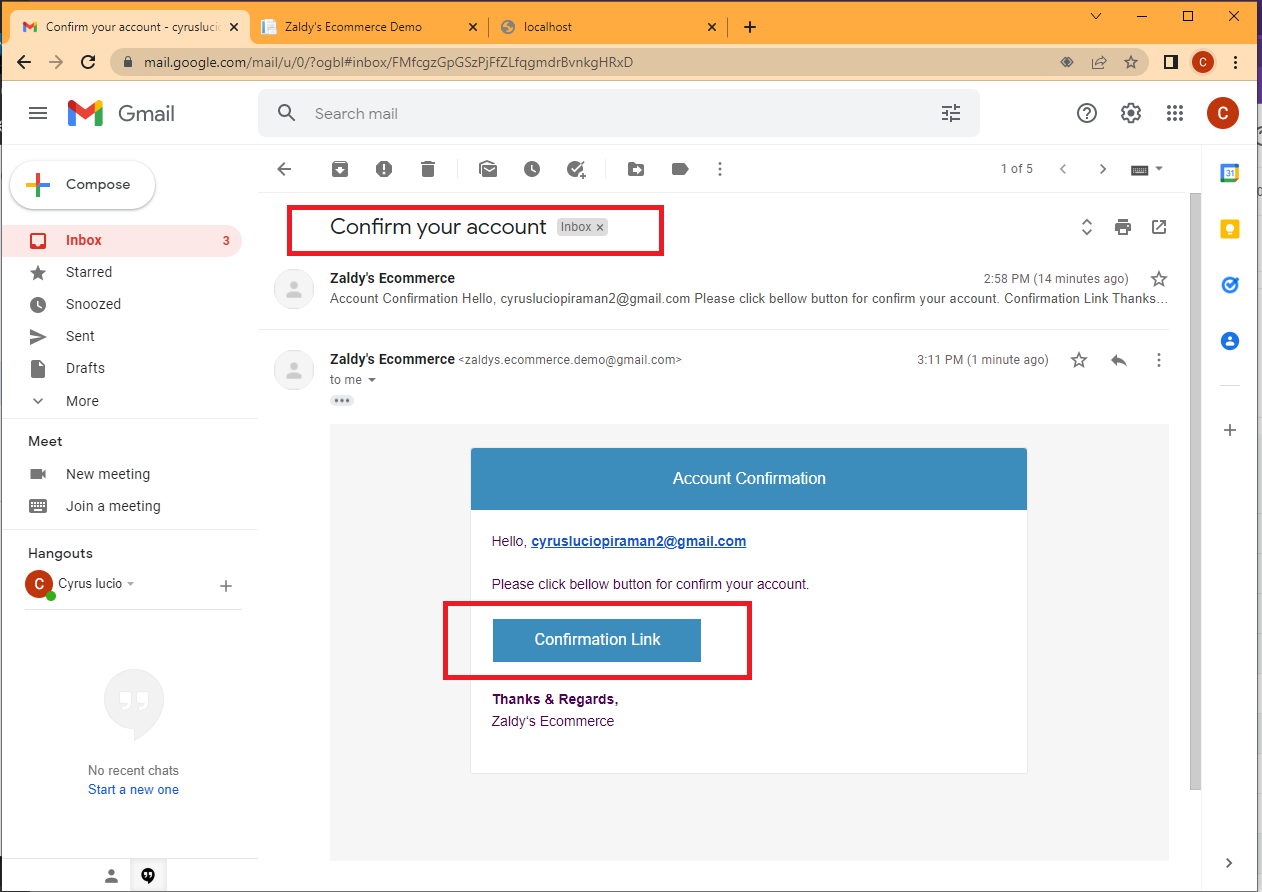 Confirm your account - cyrusluci
Zaldy's Ecommerce Demo
localhost
mail.google.com/mail/u/0/?ogbl#inbox/FMfcgzGpGSzPjFfZLfqgmdrBvnkgHRxD
C
Gmail
Search mail
C
Compose
1 of 5
31
Inbox 3
Starred
Snoozed
Sent
Drafts
More
Meet
New meeting
Join a meeting
Hangouts
C
Cyrus lucio
No recent chats
Start a new one
Confirm your account
Inbox ×
Zaldy's Ecommerce
2:58 PM (14 minutes ago)
Account Confirmation Hello, cyrusluciopiraman2@gmail.com Please click bellow button for confirm your account. Confirmation Link Thanks…
Zaldy's Ecommerce <zaldys.ecommerce.demo@gmail.com>
3:11 PM (1 minute ago)
to me
Account Confirmation
Hello, cyrusluciopiraman2@gmail.com
Please click bellow button for confirm your account.
Confirmation Link
Thanks & Regards,
Zaldy's Ecommerce